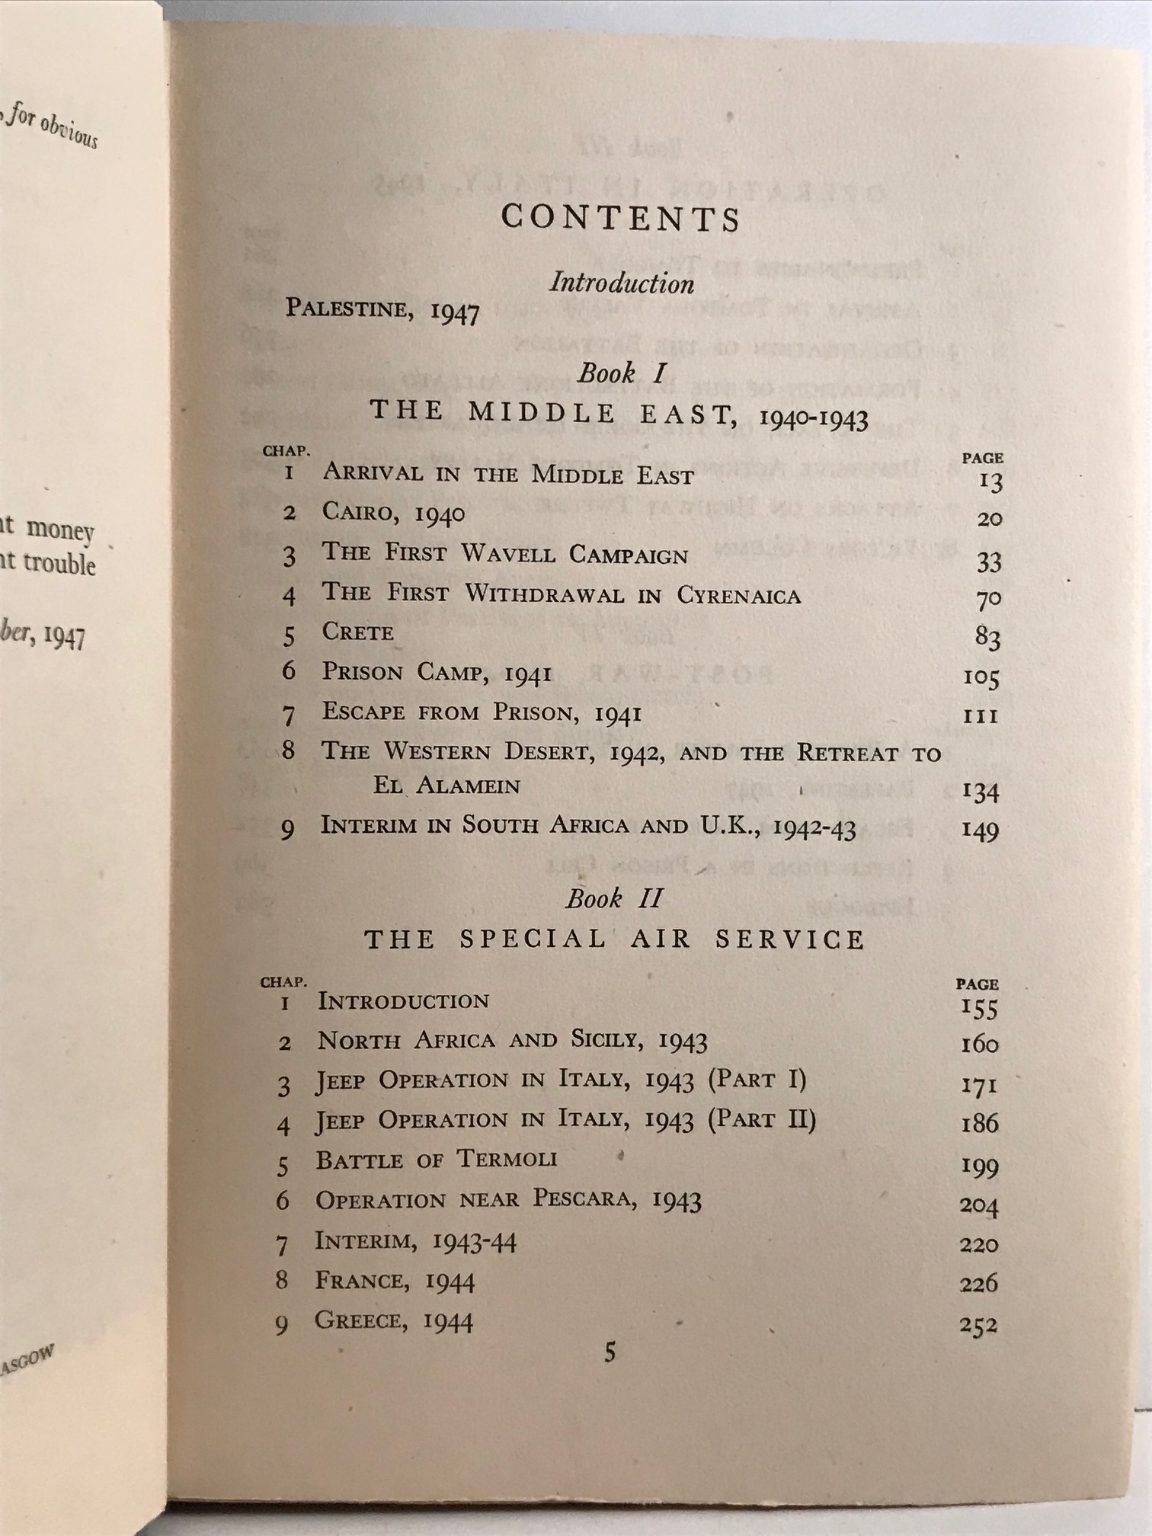 for obvious
money
trouble
1947
CONTENTS
Introduction
PALESTINE, 1947
Book I
THE MIDDLE EAST, 1940-1943
CHAP. PAGE
1 ARRIVAL IN THE MIDDLE EAST 13
2 CAIRO, 1940 20
3 THE FIRST WAVELL CAMPAIGN 33
4 THE FIRST WITHDRAWAL IN CYRENAICA 70
5 CRETE 83
6 PRISON CAMP, 1941 105
7 ESCAPE FROM PRISON, 1941 111
8 THE WESTERN DESERT, 1942, AND THE RETREAT TO
EL ALAMEIN 134
9 INTERIM IN SOUTH AFRICA AND U.K., 1942-43 149
Book II
THE SPECIAL AIR SERVICE
CHAP. PAGE
1 INTRODUCTION 155
2 NORTH AFRICA AND SICILY, 1943 160
3 JEEP OPERATION IN ITALY, 1943 (PART I) 171
4 JEEP OPERATION IN ITALY, 1943 (PART II) 186
5 BATTLE OF TERMOLI 199
6 OPERATION NEAR PESCARA, 1943 204
7 INTERIM, 1943-44 220
8 FRANCE, 1944 226
9 GREECE, 1944 252
5